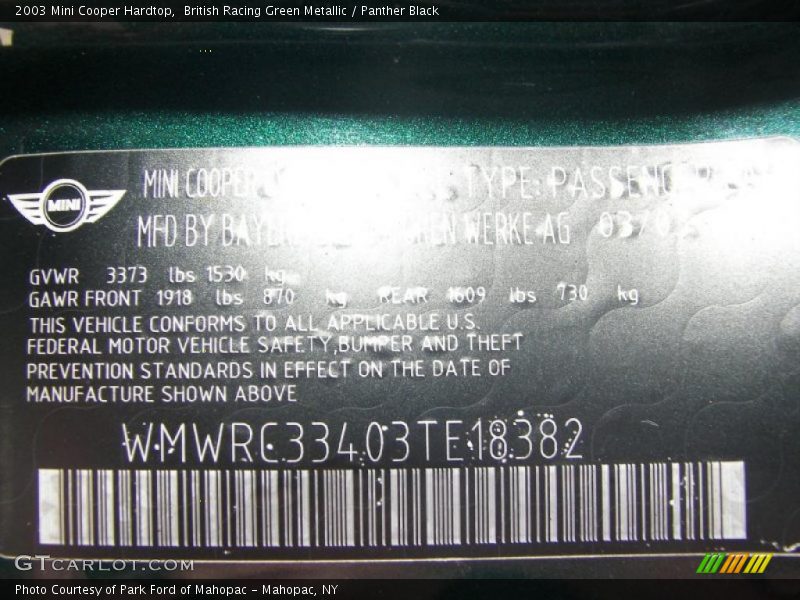 2003 Mini Cooper Hardtop,  British Racing Green Metallic / Panther Black
MINI
MINI COOPER TYPE: PASSENGER
MFD BY WERKE AG
GVWR 3373 lbs 1530 kg
GAWR FRONT 1918 lbs 870 kg REAR 1609 lbs 730 kg
THIS VEHICLE CONFORMS TO ALL APPLICABLE U.S.
FEDERAL MOTOR VEHICLE SAFETY,BUMPER AND THEFT
PREVENTION STANDARDS IN EFFECT ON THE DATE OF
MANUFACTURE SHOWN ABOVE
WMWRC33403TE18382
GTCARLOT.COM
Photo Courtesy of Park Ford of Mahopac - Mahopac, NY